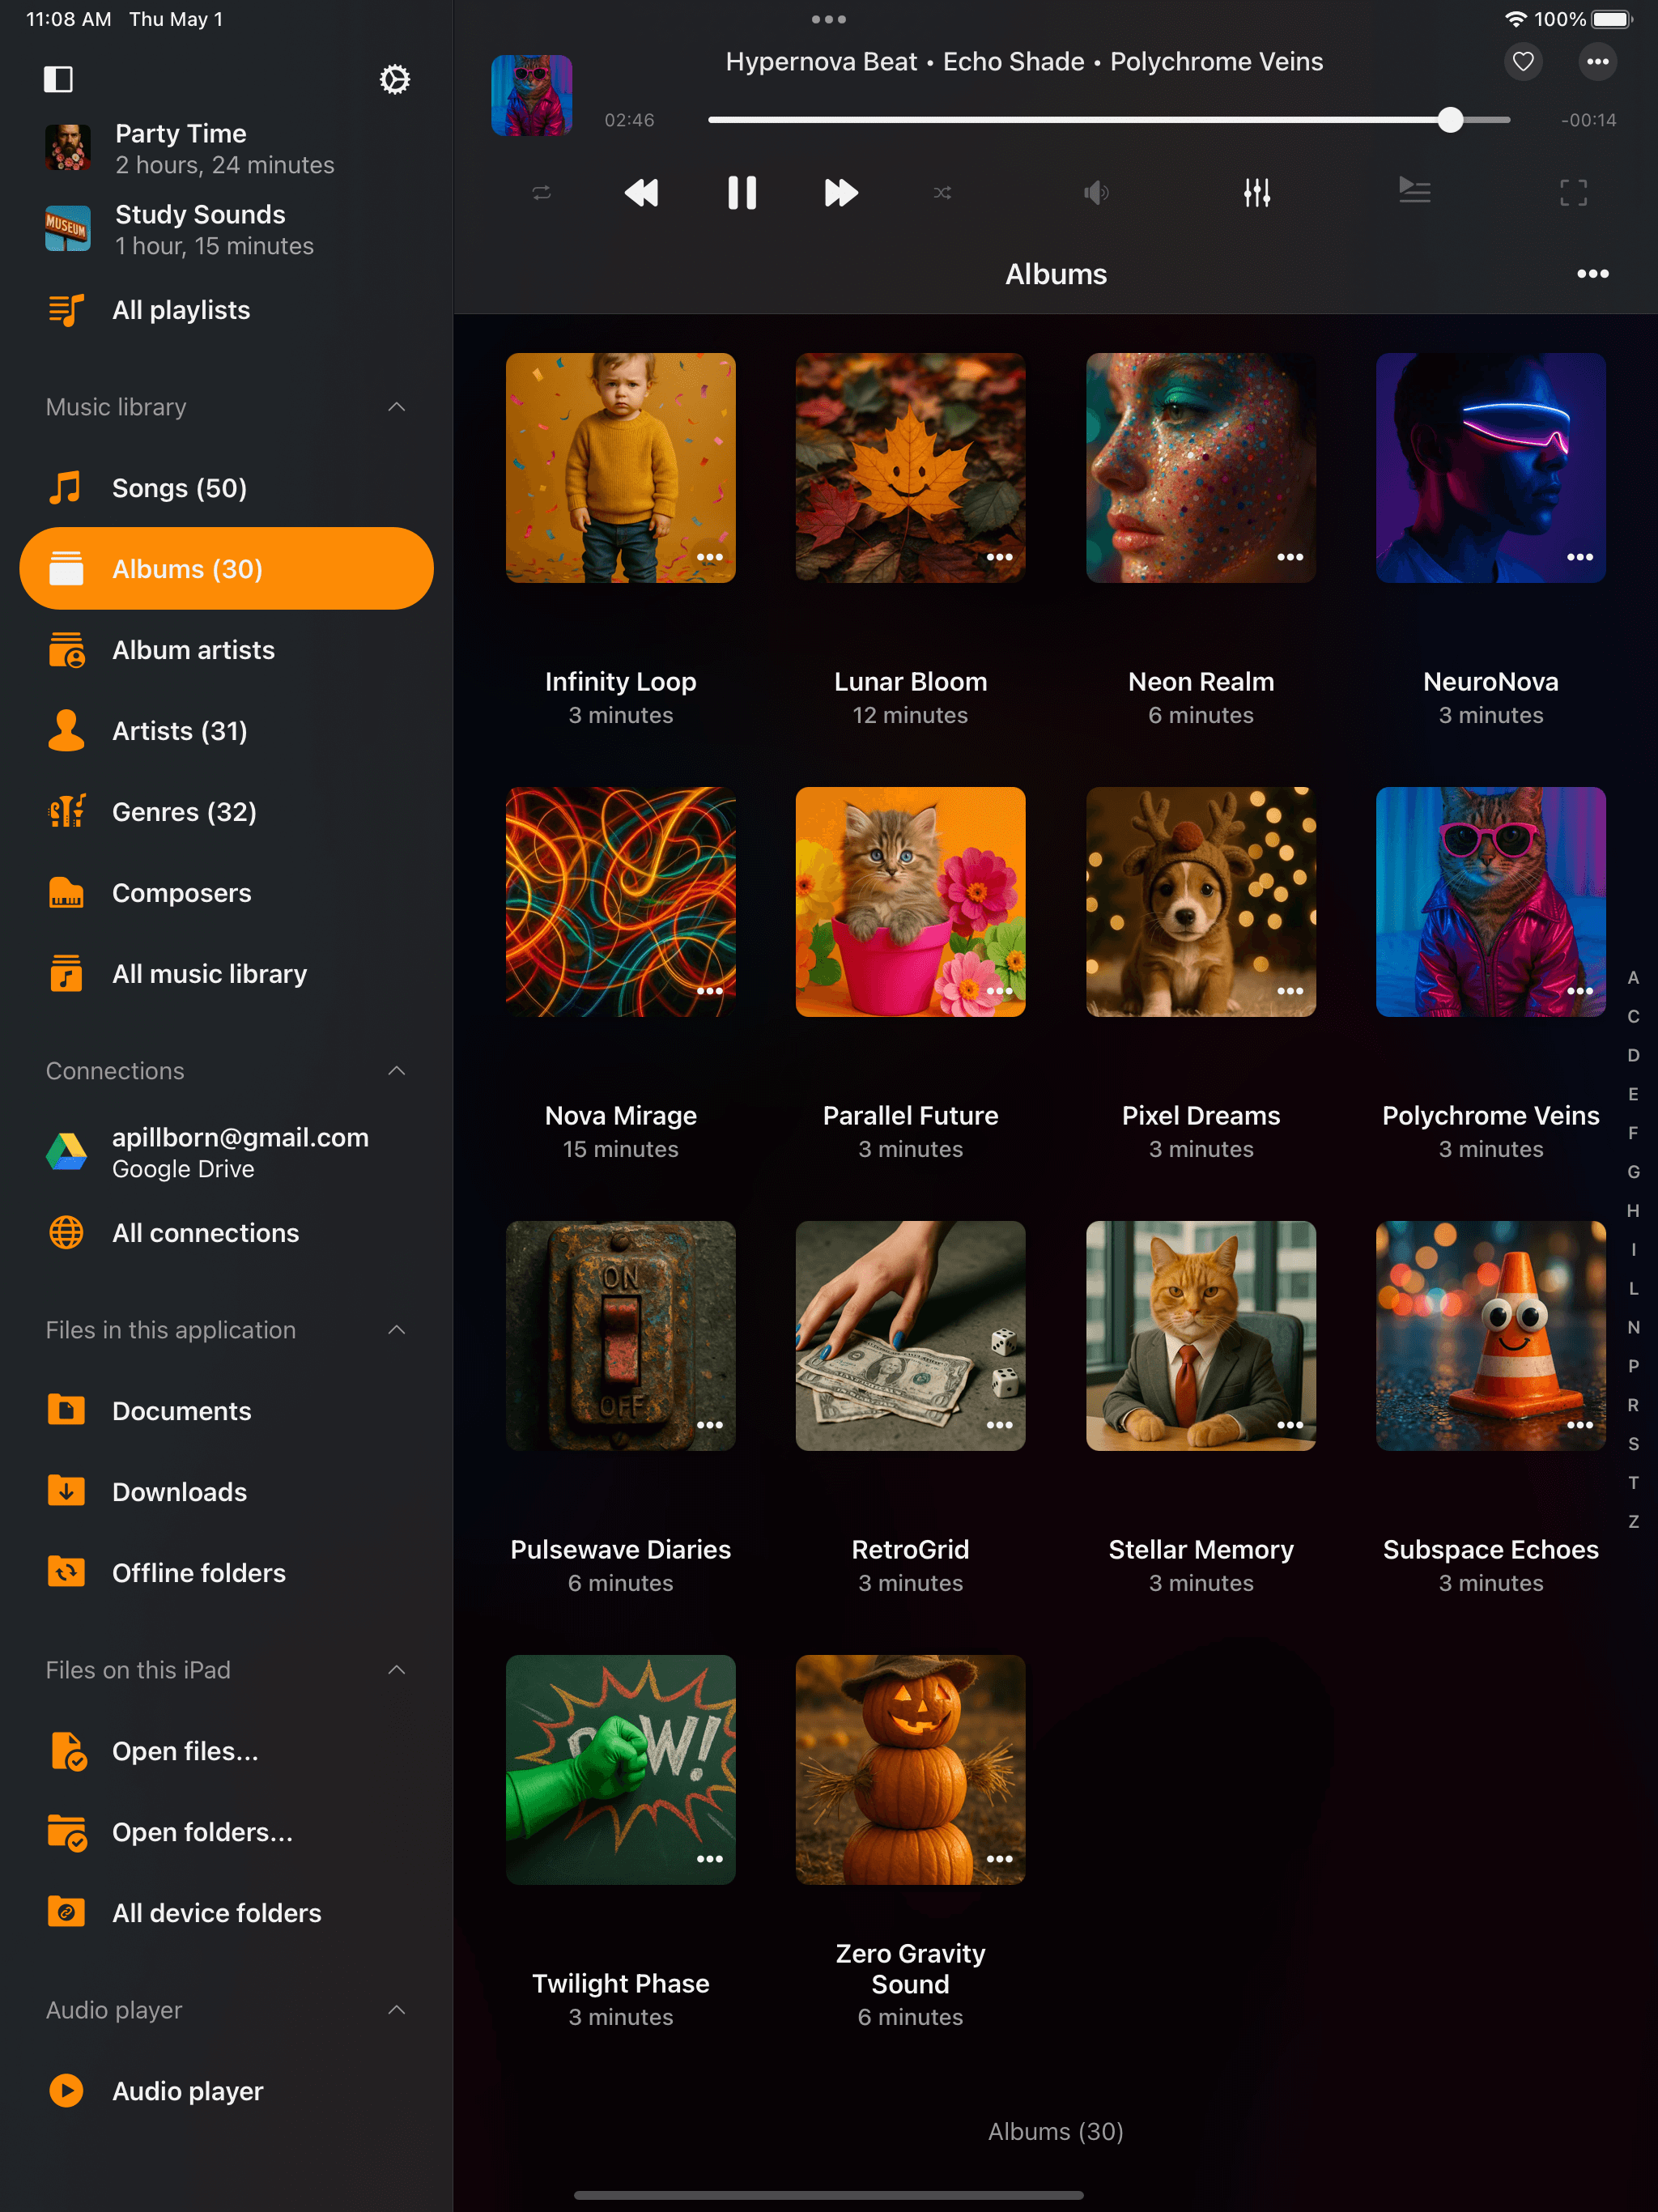 11:08 AM Thu May 1
100%
Party Time
2 hours, 24 minutes
MUSEUM
Study Sounds
1 hour, 15 minutes
All playlists
Music library
Songs (50)
Albums (30)
Album artists
Artists (31)
Genres (32)
Composers
All music library
Connections
apillborn@gmail.com
Google Drive
All connections
Files in this application
Documents
Downloads
Offline folders
Files on this iPad
Open files...
Open folders...
All device folders
Audio player
Audio player
Hypernova Beat • Echo Shade • Polychrome Veins
02:46
-00:14
Albums
Infinity Loop
3 minutes
Lunar Bloom
12 minutes
Neon Realm
6 minutes
NeuroNova
3 minutes
Nova Mirage
15 minutes
Parallel Future
3 minutes
Pixel Dreams
3 minutes
Polychrome Veins
3 minutes
ON
OFF
Pulsewave Diaries
6 minutes
RetroGrid
3 minutes
Stellar Memory
3 minutes
Subspace Echoes
3 minutes
Twilight Phase
3 minutes
Zero Gravity
Sound
6 minutes
A
C
D
E
F
G
H
I
L
N
P
R
S
T
Z
Albums (30)